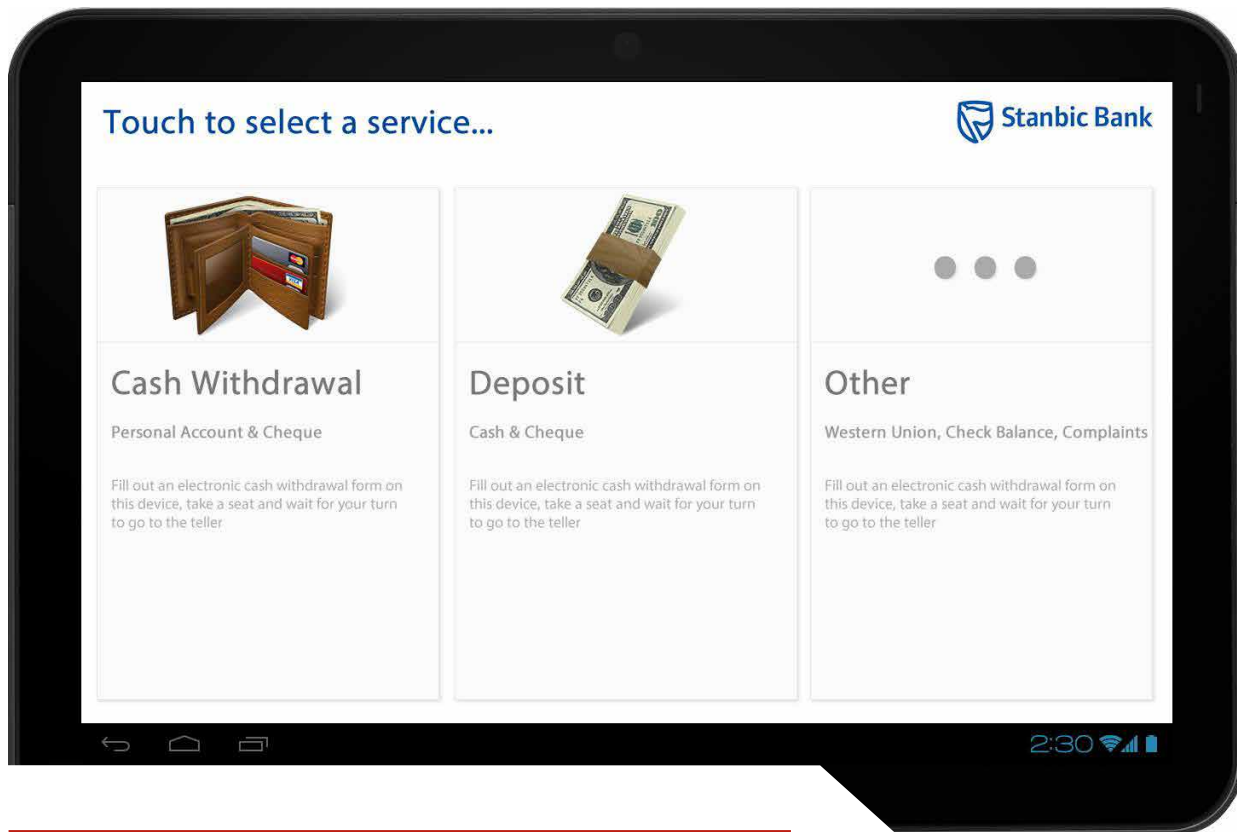 Touch to select a service...
Stanbic Bank
Cash Withdrawal
Personal Account & Cheque
Fill out an electronic cash withdrawal form on
this device, take a seat and wait for your turn
to go to the teller
Deposit
Cash & Cheque
Fill out an electronic cash withdrawal form on
this device, take a seat and wait for your turn
to go to the teller
Other
Western Union, Check Balance, Complaints
Fill out an electronic cash withdrawal form on
this device, take a seat and wait for your turn
to go to the teller
2:30